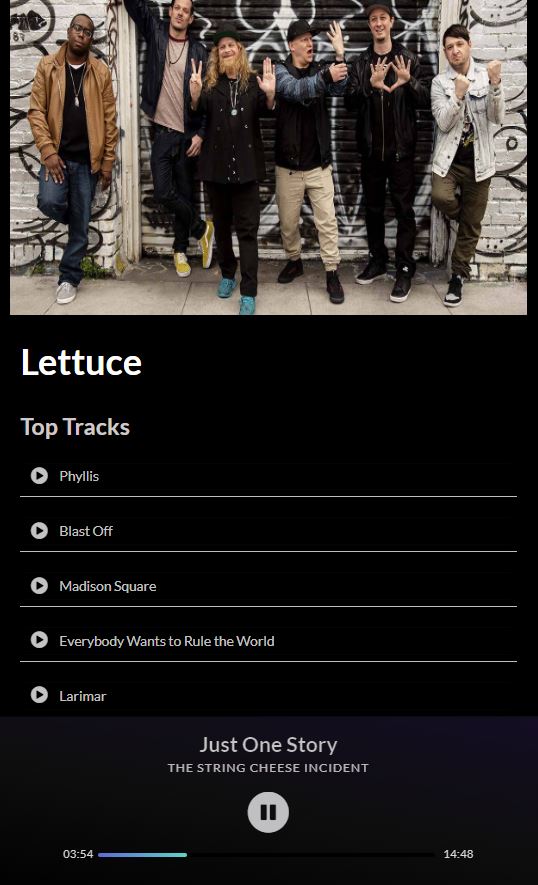 Lettuce
Top Tracks
Phyllis
Blast Off
Madison Square
Everybody Wants to Rule the World
Larimar
Just One Story
THE STRING CHEESE INCIDENT
03:54 14:48